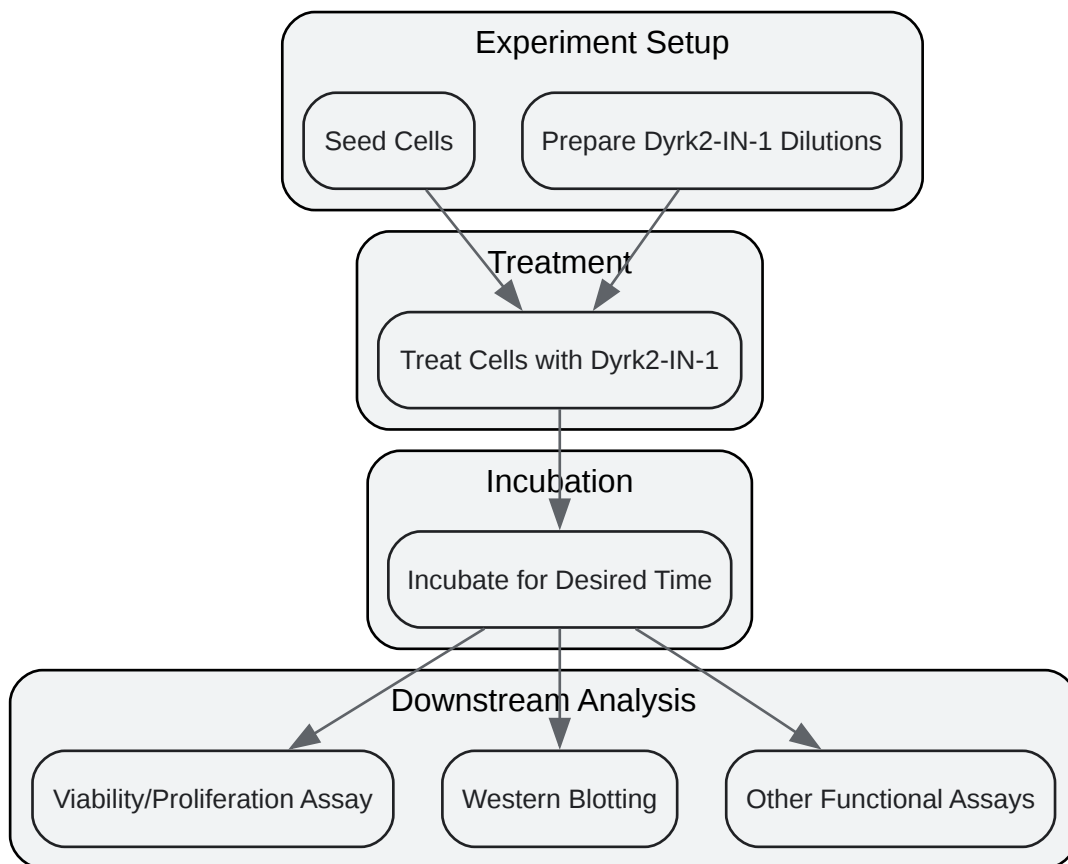 Experiment Setup
Seed Cells
Prepare Dyrk2-IN-1 Dilutions
Treatment
Treat Cells with Dyrk2-IN-1
Incubation
Incubate for Desired Time
Downstream Analysis
Viability/Proliferation Assay
Western Blotting
Other Functional Assays